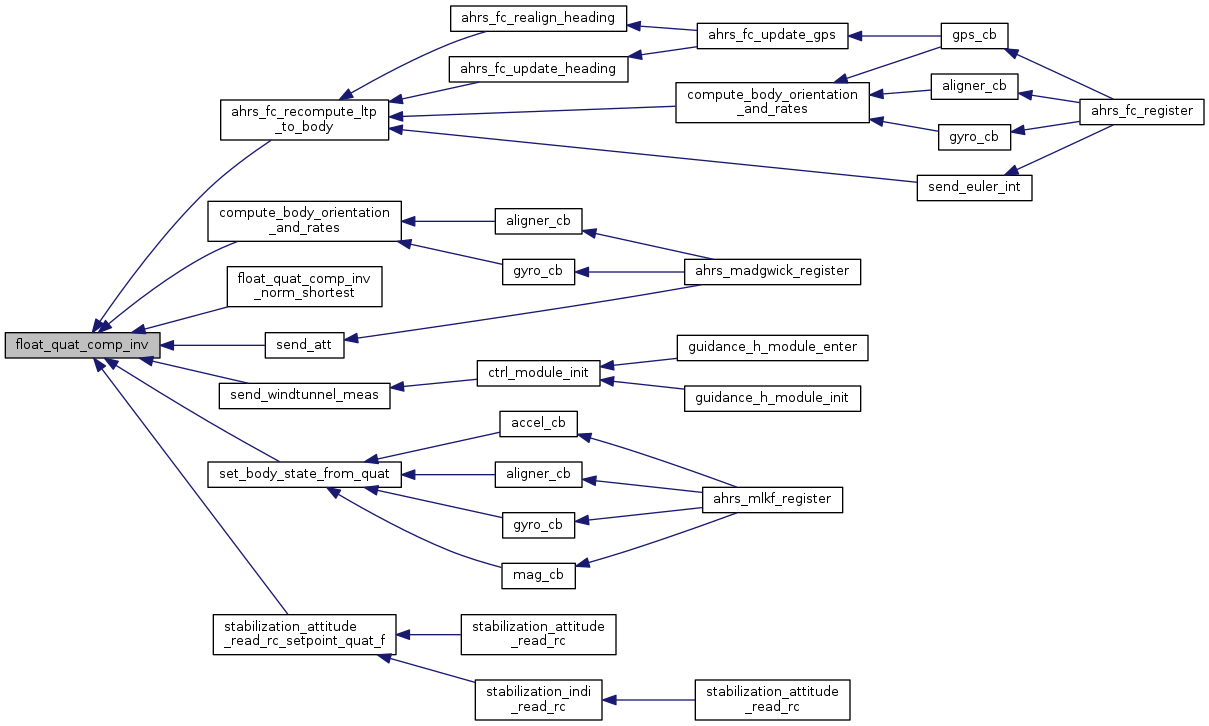 ahrs_fc_realign_heading
ahrs_fc_update_gps
gps_cb
ahrs_fc_update_heading
compute_body_orientation
_and_rates
aligner_cb
ahrs_fc_recompute_ltp
_to_body
ahrs_fc_register
gyro_cb
send_euler_int
compute_body_orientation
_and_rates
aligner_cb
gyro_cb
ahrs_madgwick_register
float_quat_comp_inv
_norm_shortest
float_quat_comp_inv
send_att
guidance_h_module_enter
ctrl_module_init
send_windtunnel_meas
guidance_h_module_init
accel_cb
set_body_state_from_quat
aligner_cb
ahrs_mlkf_register
gyro_cb
mag_cb
stabilization_attitude
_read_rc_setpoint_quat_f
stabilization_attitude
_read_rc
stabilization_indi
_read_rc
stabilization_attitude
_read_rc